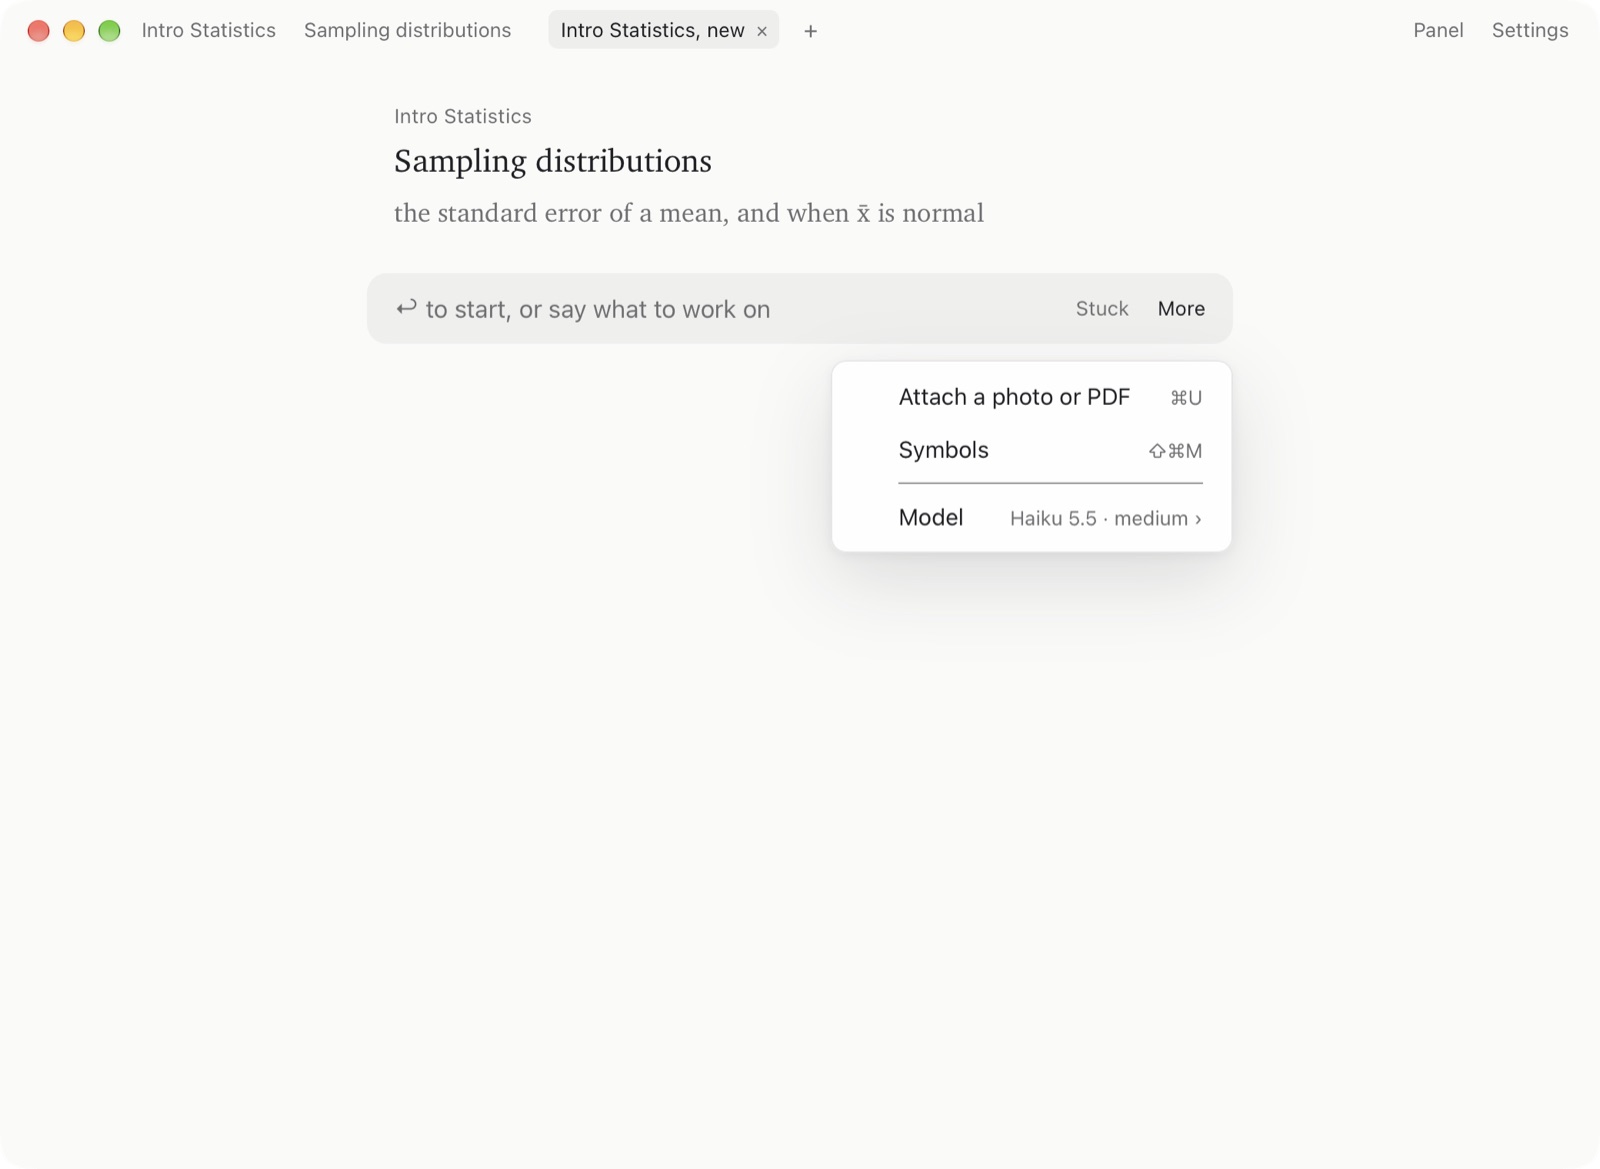 Intro Statistics Sampling distributions Intro Statistics, new × + Panel Settings
Intro Statistics
Sampling distributions
the standard error of a mean, and when x̄ is normal
↩ to start, or say what to work on Stuck More
Attach a photo or PDF ⌘U
Symbols ⇧⌘M
Model Haiku 5.5 · medium ›